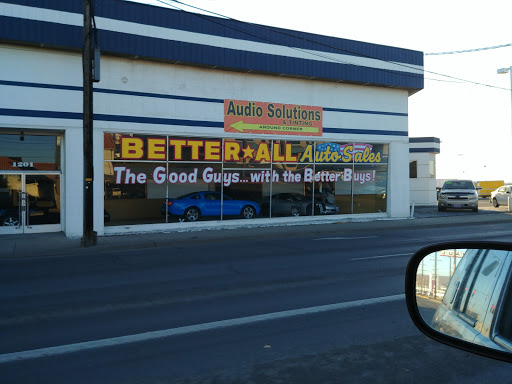 Audio Solutions
& TINTING
AROUND CORNER
1201
BETTER★ALL Auto Sales
The Good Guys...with the Better Buys!